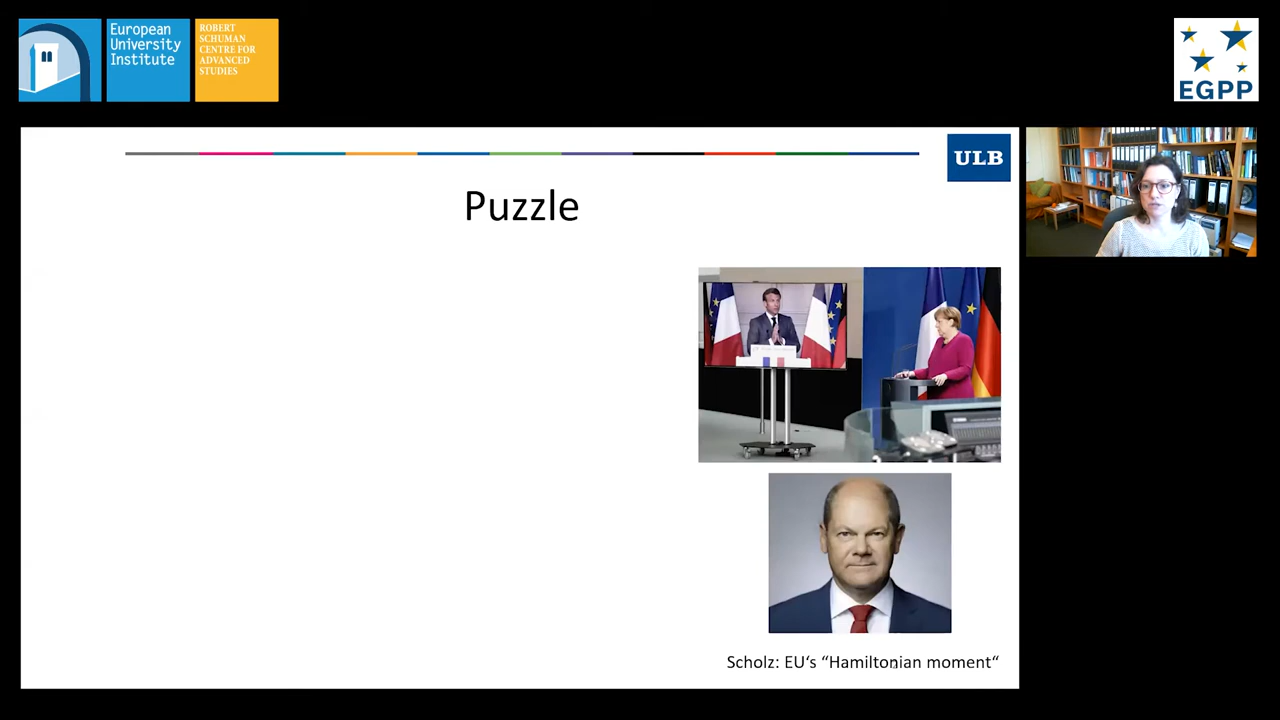 European
University
Institute
ROBERT
SCHUMAN
CENTRE FOR
ADVANCED
STUDIES
EGPP
ULB
Puzzle
Scholz: EU‘s “Hamiltonian moment“